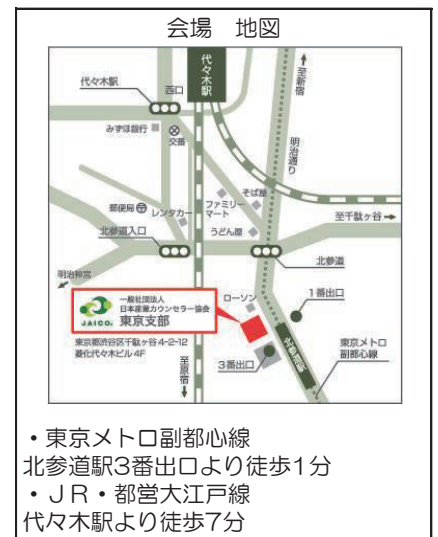 会場　地図
代々木駅
代々木駅
西口
至新宿
みずほ銀行
交番
明治通り
そば屋
郵便局
レンタカー
ファミリーマート
至千駄ヶ谷
北参道入口
うどん屋
北参道
明治神宮
一般社団法人
日本産業カウンセラー協会
JAICO. 東京支部
ローソン
1番出口
東京都渋谷区千駄ヶ谷4-2-12
菱化代々木ビル4F
至原宿
3番出口
北参道駅
東京メトロ
副都心線
・東京メトロ副都心線
北参道駅3番出口より徒歩1分
・ＪＲ・都営大江戸線
代々木駅より徒歩7分